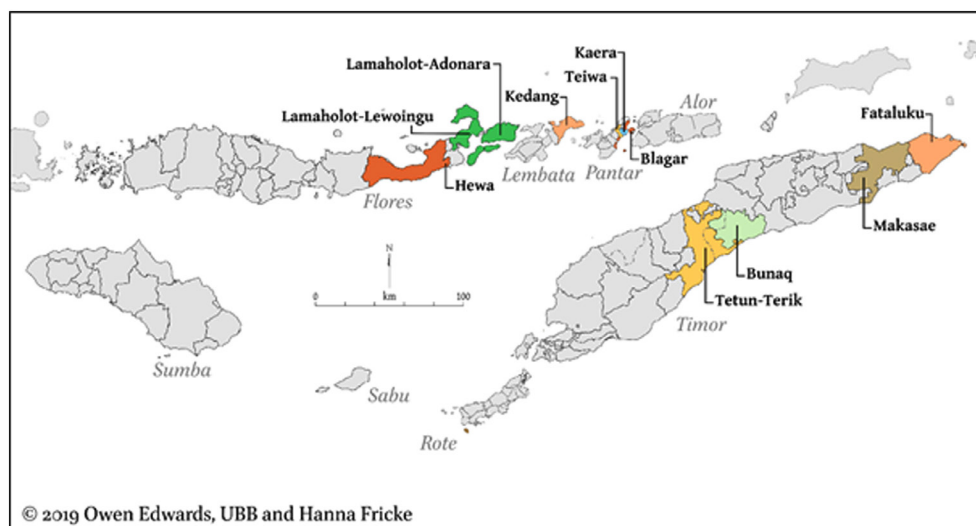 Kaera
Lamaholot-Adonara
Teiwa
Kedang
Alor
Lamaholot-Lewoingu
Fataluku
Blagar
Lembata
Pantar
Hewa
Flores
Makasae
N
Bunaq
0
km
100
Tetun-Terik
Timor
Sumba
Sabu
Rote
© 2019 Owen Edwards, UBB and Hanna Fricke